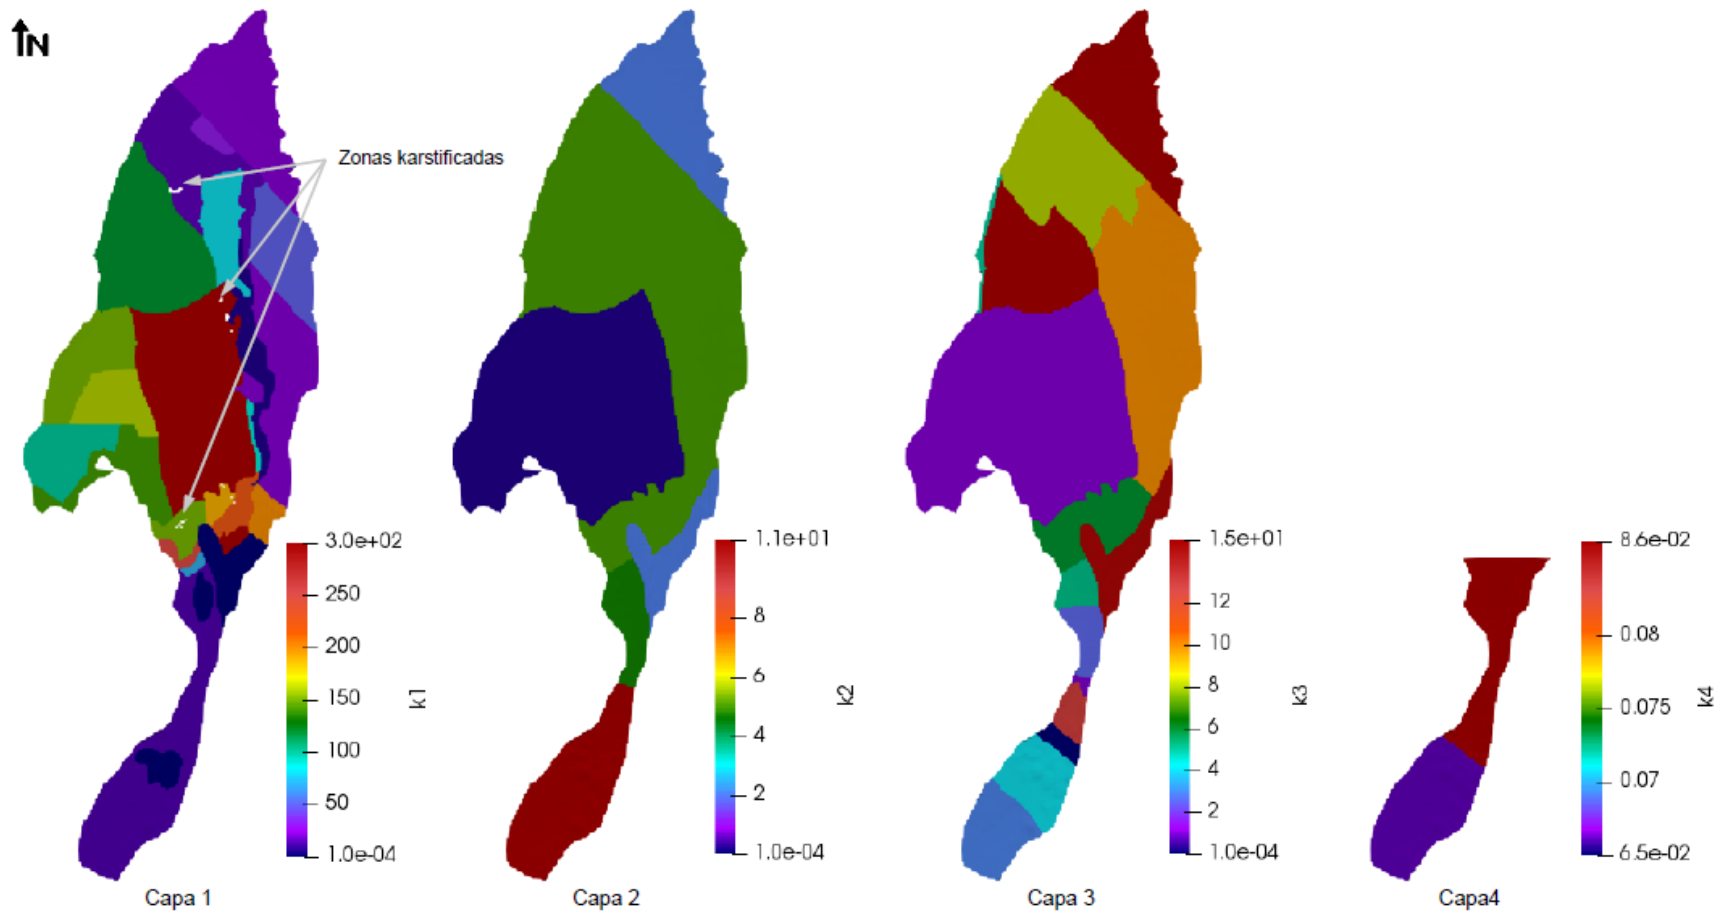 N
Zonas karstificadas
3.0e+02
250
200
150
100
50
1.0e-04
k1
Capa 1
1.1e+01
8
6
4
2
1.0e-04
k2
Capa 2
1.5e+01
12
10
8
6
4
2
1.0e-04
k3
Capa 3
8.6e-02
0.08
0.075
0.07
6.5e-02
k4
Capa4